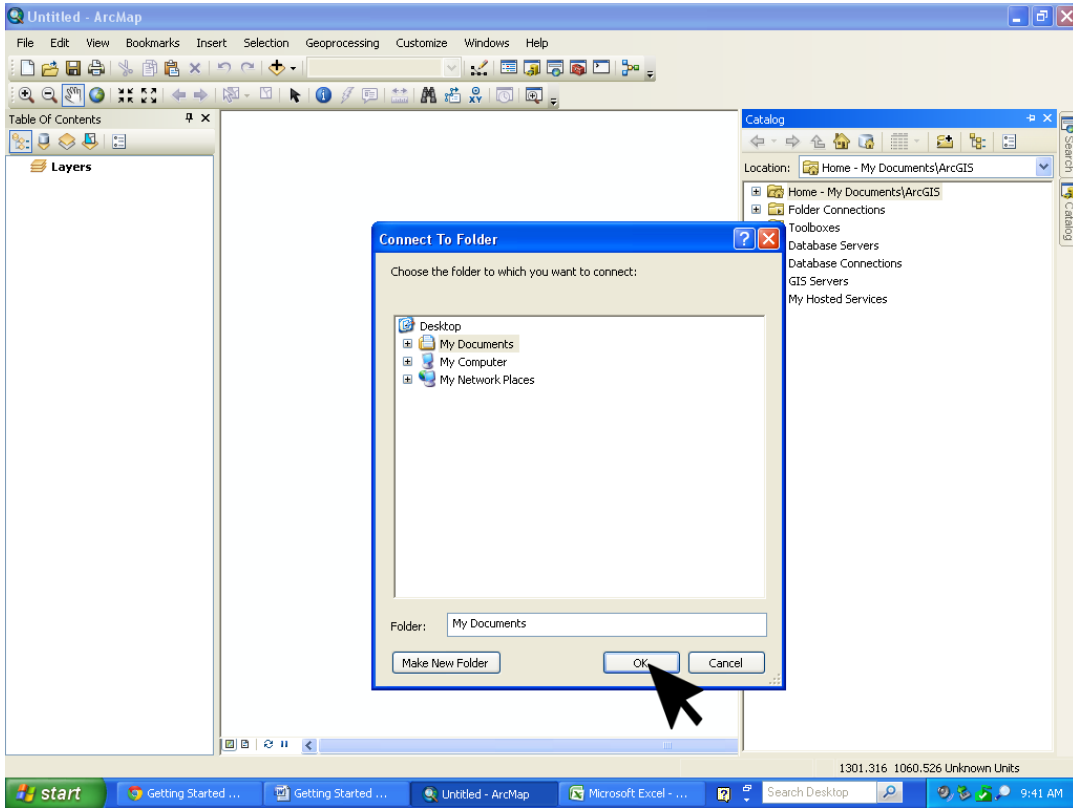 Untitled - ArcMap
File Edit View Bookmarks Insert Selection Geoprocessing Customize Windows Help
Table Of Contents
Layers
Catalog
Location: Home - My Documents\ArcGIS
Home - My Documents\ArcGIS
Folder Connections
Toolboxes
Database Servers
Database Connections
GIS Servers
My Hosted Services
Search
Catalog
Connect To Folder
Choose the folder to which you want to connect:
Desktop
My Documents
My Computer
My Network Places
Folder: My Documents
Make New Folder OK Cancel
1301.316 1060.526 Unknown Units
start Getting Started ... Getting Started ... Untitled - ArcMap Microsoft Excel - ... Search Desktop 9:41 AM